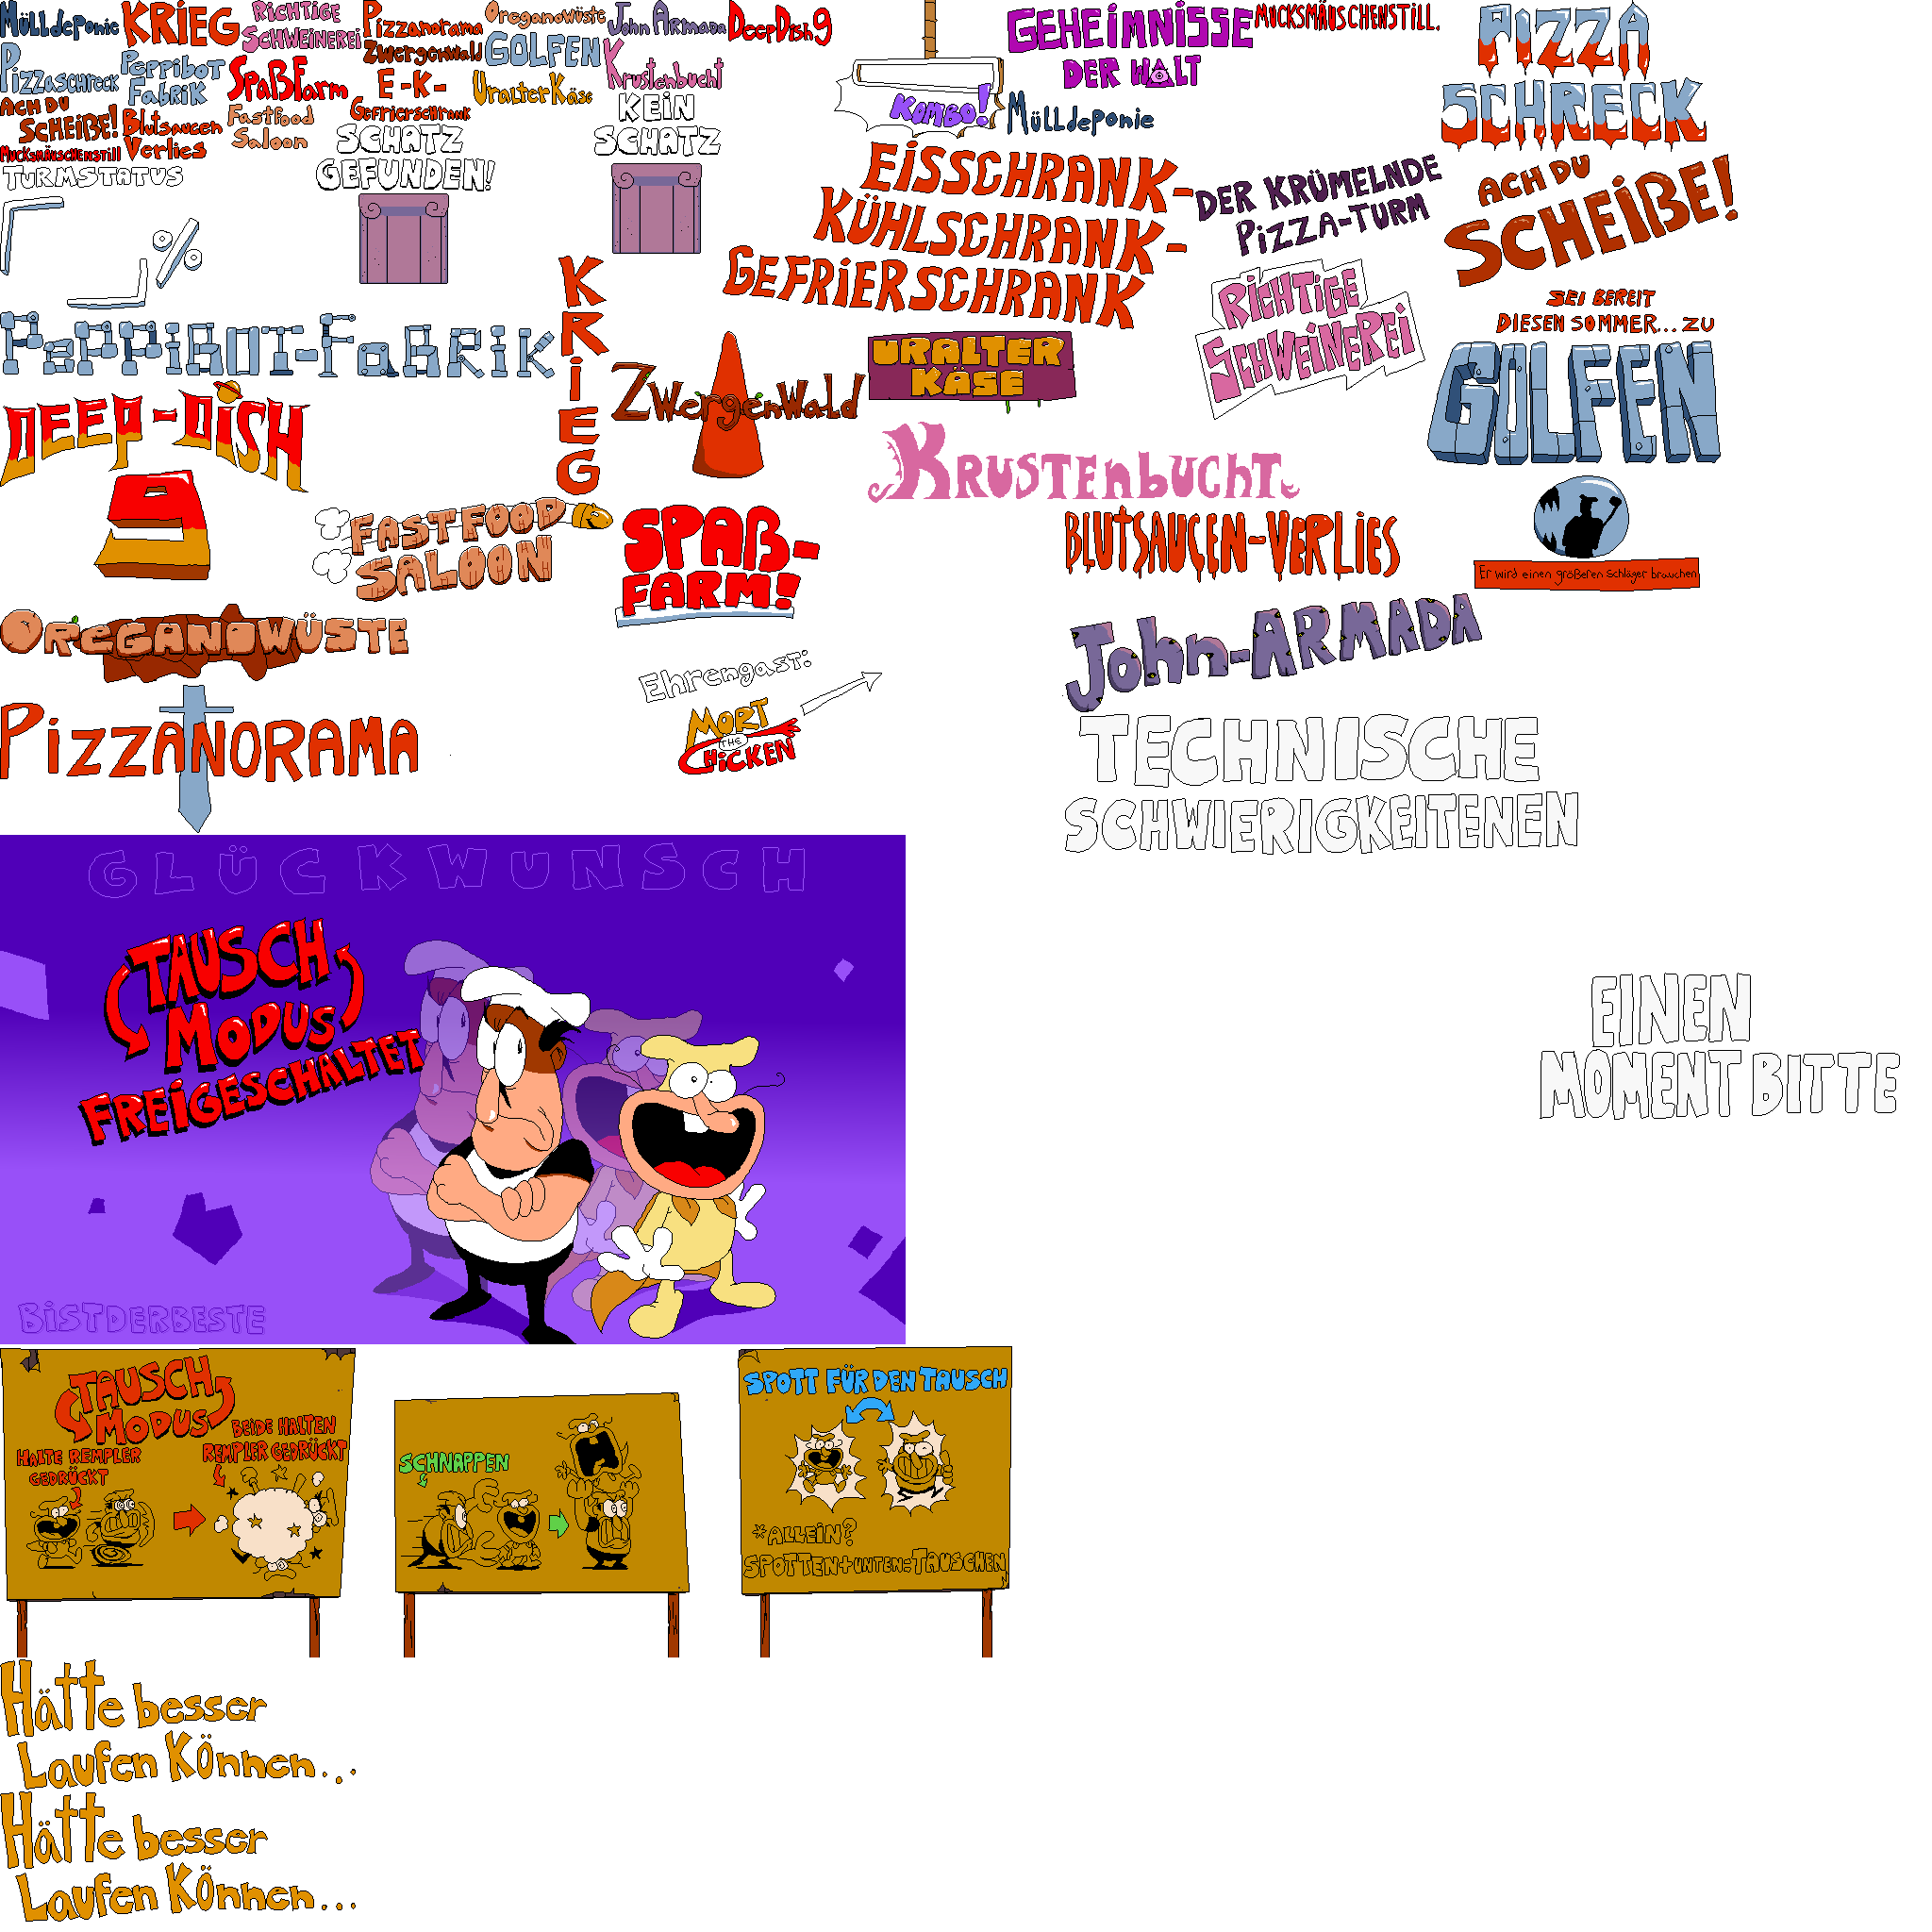 Mülldeponie
KRIEG
RICHTIGE
SCHWEINEREI
Pizzanorama
Oreganowüste
John Armada
DeepDish 9
Pizzaschreck
Peppibot
Fabrik
SpaßFarm
Zwergenwald
E-K-
Gefrierschrank
GOLFEN
Uralter Käse
Krustenbucht
ACH DU
SCHEIßE!
Blutsaucen
Verlies
Fastfood
Saloon
MUCKSMÄUSCHENSTILL
TURMSTATUS
%
SCHATZ
GEFUNDEN!
KEIN
SCHATZ
KOMBO!
GEHEIMNISSE
DER WALT
MUCKSMÄUSCHENSTILL.
Mülldeponie
PIZZA
SCHRECK
EISSCHRANK-
KÜHLSCHRANK-
GEFRIERSCHRANK
DER KRÜMELNDE
PIZZA-TURM
ACH DU
SCHEIßE!
RICHTIGE
SCHWEINEREI
SEI BEREIT
DIESEN SOMMER... ZU
GOLFEN
Er wird einen größeren Schläger brauchen
PEPPIBOT-FABRIK
KRIEG
ZWergenWald
URALTER
KÄSE
DEEP-DISH
9
KRUSTENBUCHT
FASTFOOD
SALOON
SPAß-
FARM!
BLUTSAUCEN-VERLIES
OREGANOWÜSTE
John-ARMADA
Ehrengast:
MORT
THE
CHICKEN
PIZZANORAMA
TECHNISCHE
SCHWIERIGKEITENEN
EINEN
MOMENT BITTE
GLÜCKWUNSCH
TAUSCH
MODUS
FREIGESCHALTET
BISTDERBESTE
TAUSCH
MODUS
HALTE REMPLER
GEDRÜCKT
BEIDE HALTEN
REMPLER GEDRÜCKT
SCHNAPPEN
SPOTT FÜR DEN TAUSCH
*ALLEIN?
SPOTTEN+UNTEN=TAUSCHEN
Hätte besser
Laufen Können...
Hätte besser
Laufen Können...